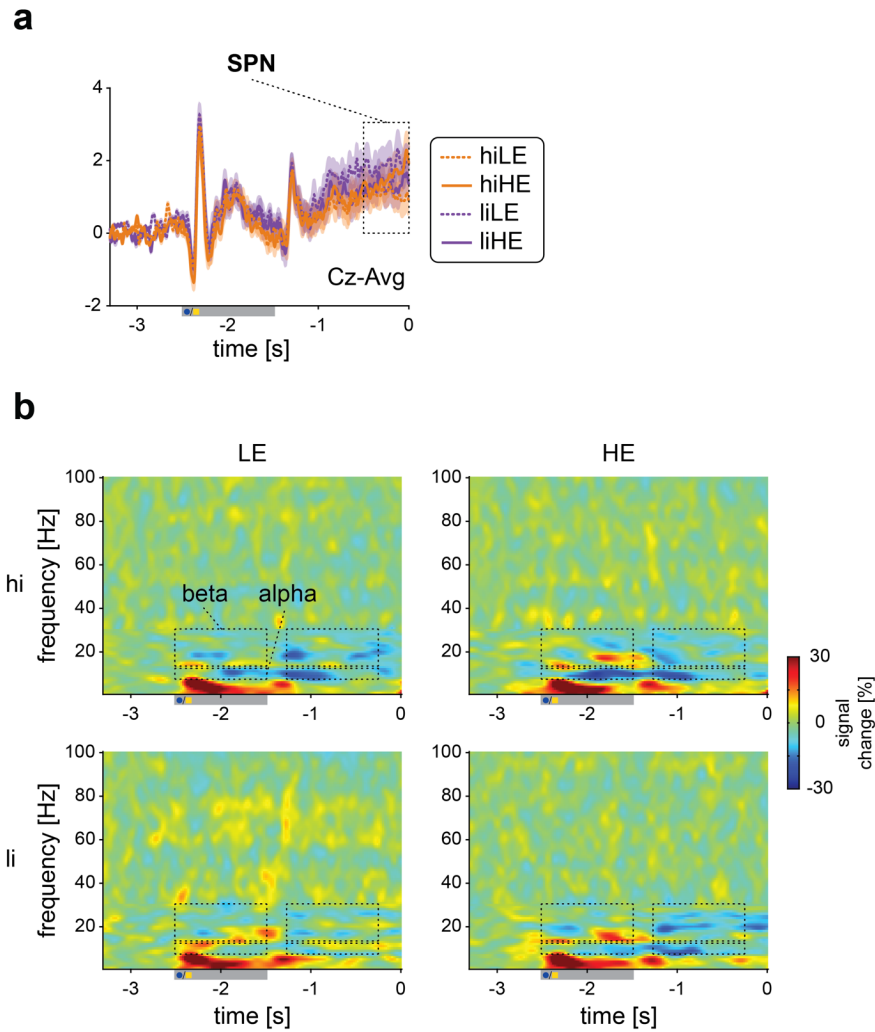 a
SPN
4
2
0
-2
-3 -2 -1 0
time [s]
Cz-Avg
hiLE
hiHE
liLE
liHE
b
LE HE
hi
frequency [Hz]
100
80
60
40
20
beta alpha
-3 -2 -1 0
100
80
60
40
20
-3 -2 -1 0
30
0
-30
signal
change [%]
li
frequency [Hz]
100
80
60
40
20
-3 -2 -1 0
time [s]
100
80
60
40
20
-3 -2 -1 0
time [s]